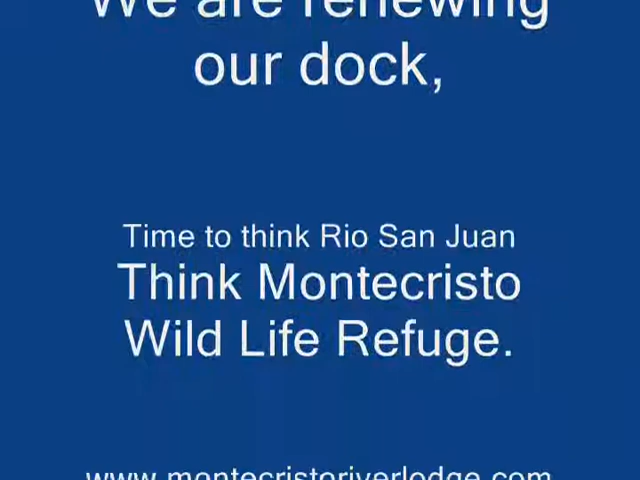 We are renewing
our dock,
Time to think Rio San Juan
Think Montecristo
Wild Life Refuge.
www.montecristoriverlodge.com